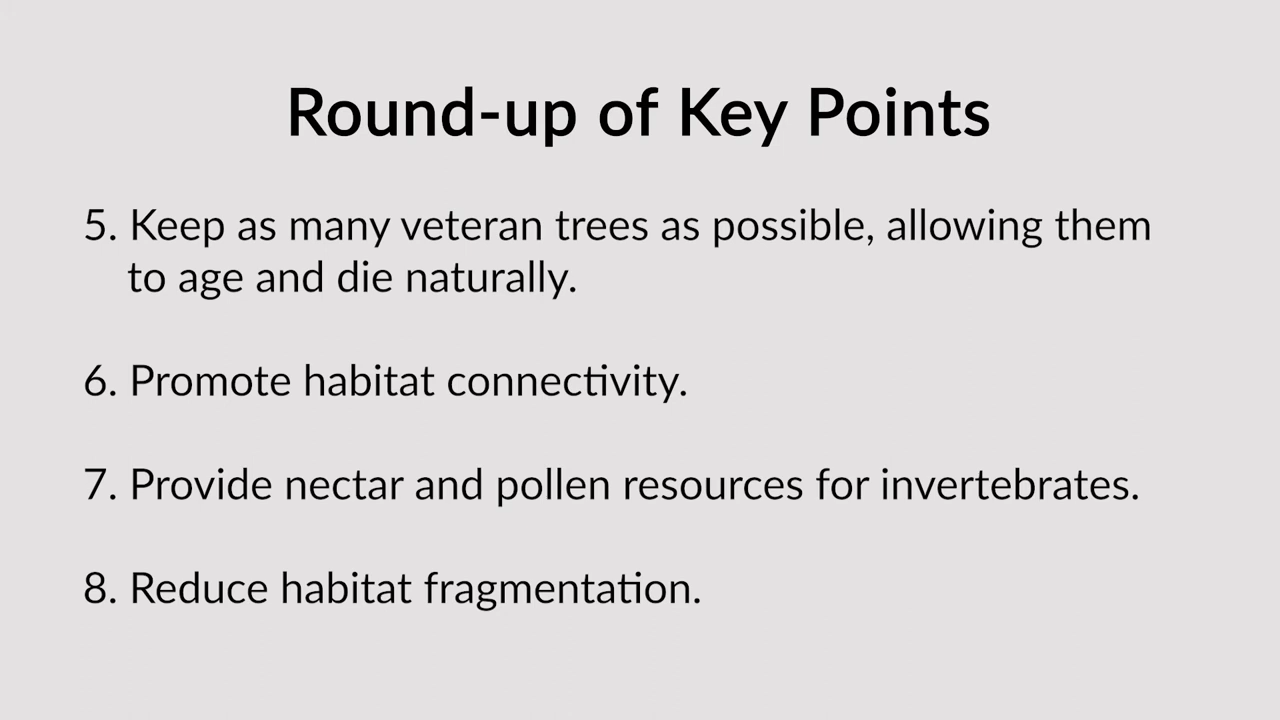 Round-up of Key Points
5. Keep as many veteran trees as possible, allowing them
to age and die naturally.
6. Promote habitat connectivity.
7. Provide nectar and pollen resources for invertebrates.
8. Reduce habitat fragmentation.